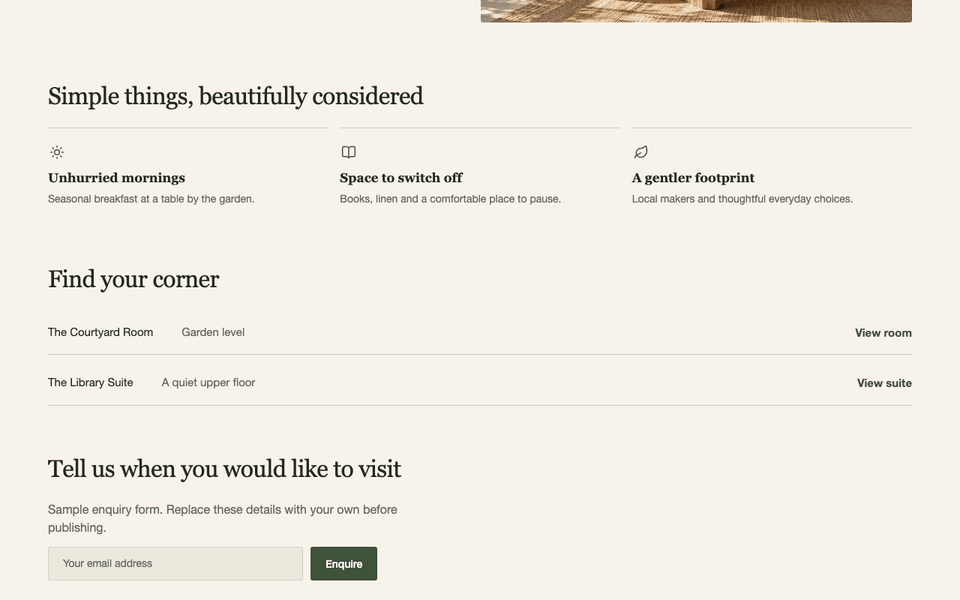 Simple things, beautifully considered
Unhurried mornings
Seasonal breakfast at a table by the garden.
Space to switch off
Books, linen and a comfortable place to pause.
A gentler footprint
Local makers and thoughtful everyday choices.
Find your corner
The Courtyard Room Garden level View room
The Library Suite A quiet upper floor View suite
Tell us when you would like to visit
Sample enquiry form. Replace these details with your own before
publishing.
Your email address Enquire